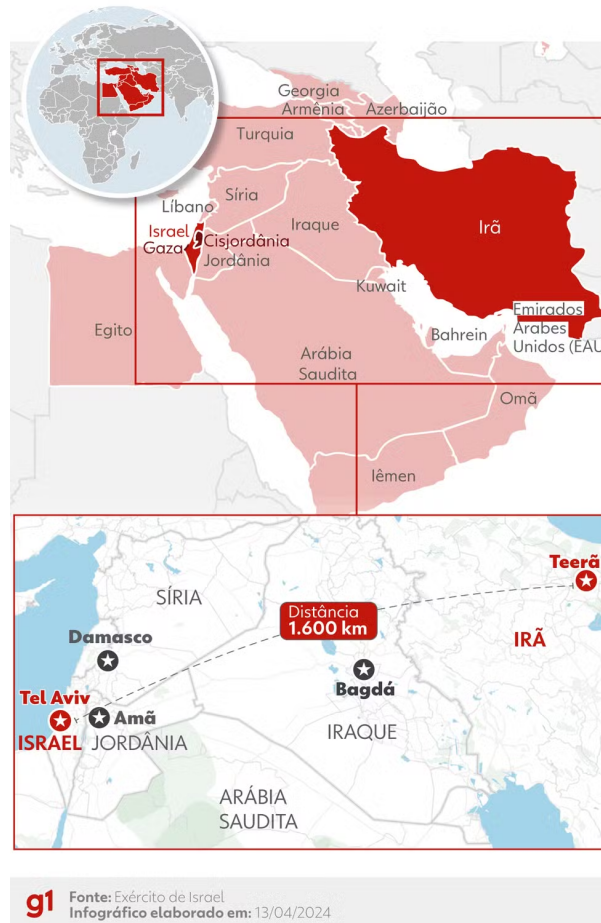 Georgia
Armênia
Azerbaijão
Turquia
Líbano
Síria
Israel
Gaza
Cisjordânia
Jordânia
Iraque
Irã
Kuwait
Egito
Bahrein
Emirados
Árabes
Unidos (EAU
Arábia
Saudita
Omã
Iêmen
Teerã
SÍRIA
Distância
1.600 km
IRÃ
Damasco
Bagdá
Tel Aviv
Amã
ISRAEL
JORDÂNIA
IRAQUE
ARÁBIA
SAUDITA
g1
Fonte: Exército de Israel
Infográfico elaborado em: 13/04/2024